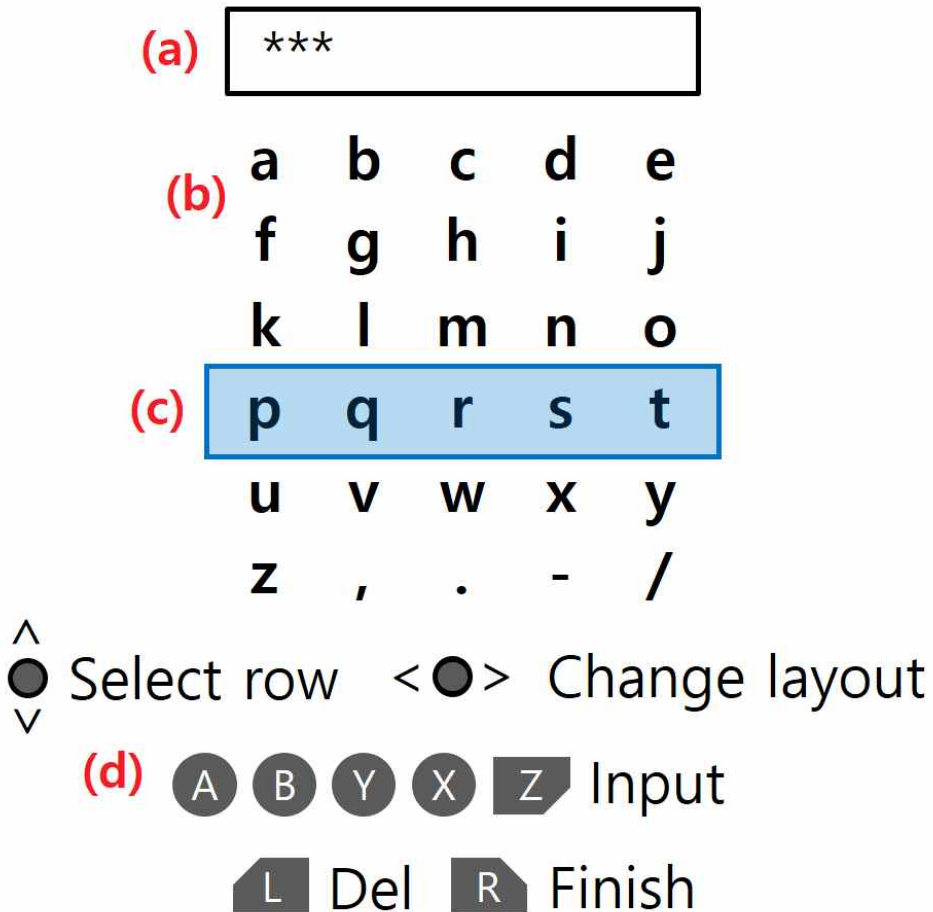 (a) ***
a b c d e
(b)
f g h i j
k l m n o
(c) p q r s t
u v w x y
z , . - /
Select row < > Change layout
(d) A B Y X Z Input
L Del R Finish